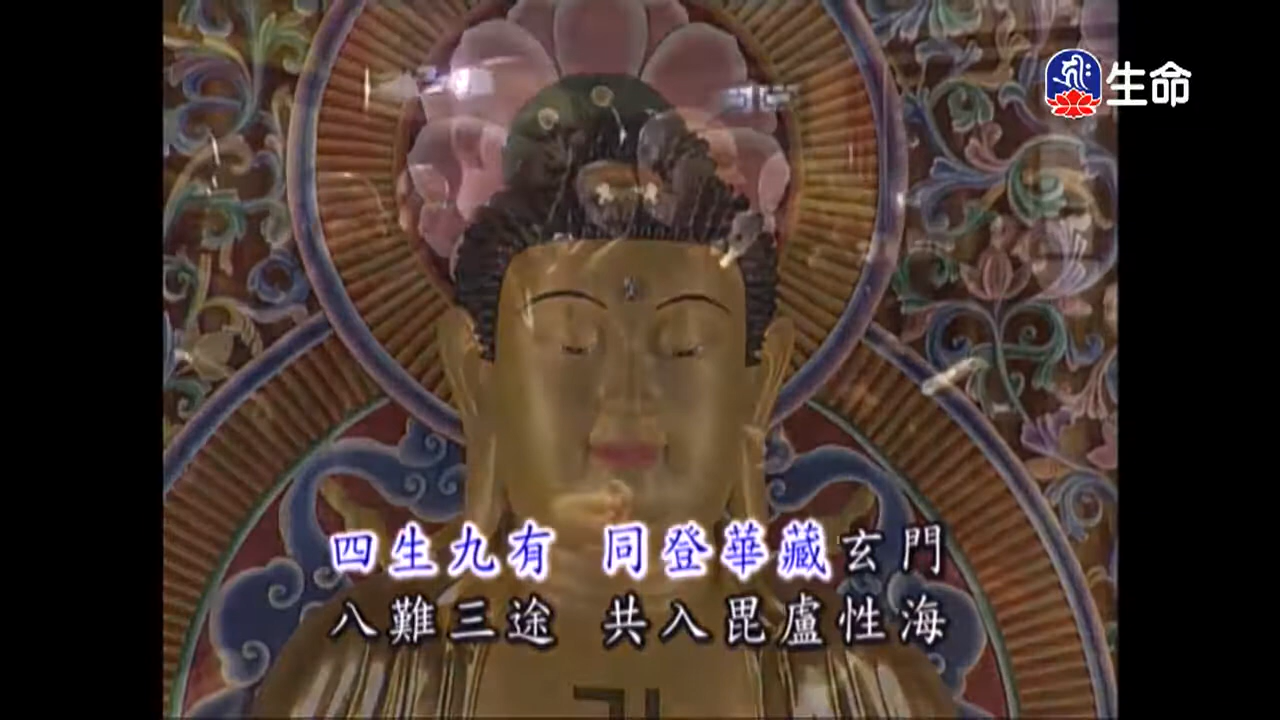 生命
四生九有 同登華藏玄門
八難三途 共入毘盧性海